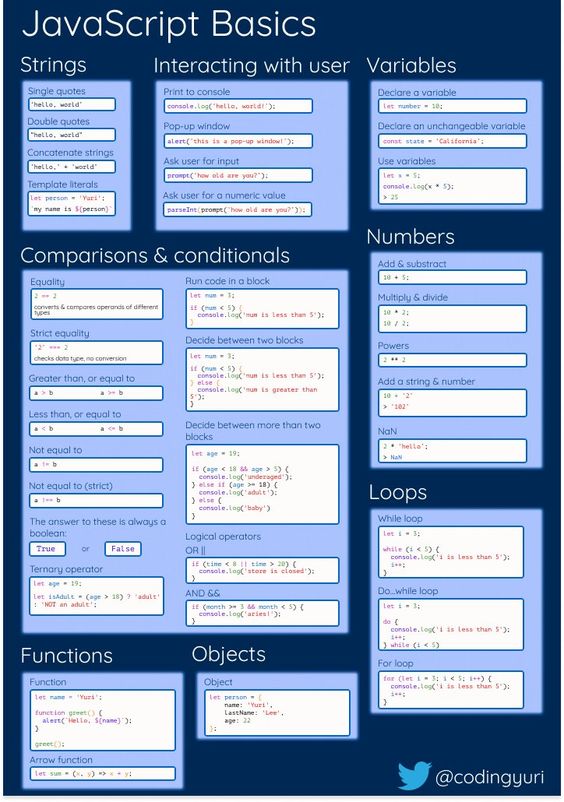 JavaScript Basics
Strings
Single quotes
'hello, world'
Double quotes
"hello, world"
Concatenate strings
'hello,' + 'world'
Template literals
let person = 'Yuri';
`my name is ${person}`
Interacting with user
Print to console
console.log('hello, world!');
Pop-up window
alert('this is a pop-up window!');
Ask user for input
prompt('how old are you?');
Ask user for a numeric value
parseInt(prompt('how old are you?'));
Variables
Declare a variable
let number = 10;
Declare an unchangeable variable
const state = 'California';
Use variables
let x = 5;
console.log(x * 5);
> 25
Comparisons & conditionals
Equality
2 == 2
converts & compares operands of different
types
Strict equality
'2' === 2
checks data type, no conversion
Greater than, or equal to
a > b a >= b
Less than, or equal to
a < b a <= b
Not equal to
a != b
Not equal to (strict)
a !== b
The answer to these is always a
boolean:
True or False
Ternary operator
let age = 19;
let isAdult = (age > 18) ? 'adult'
: 'NOT an adult';
Run code in a block
let num = 3;
if (num < 5) {
console.log('num is less than 5');
}
Decide between two blocks
let num = 3;
if (num < 5) {
console.log('num is less than 5');
} else {
console.log('num is greater than
5');
}
Decide between more than two
blocks
let age = 19;
if (age < 18 && age > 5) {
console.log('underaged');
} else if (age >= 18) {
console.log('adult');
} else {
console.log('baby')
}
Logical operators
OR ||
if (time < 8 || time > 20) {
console.log('store is closed');
}
AND &&
if (month >= 3 && month < 5) {
console.log('aries!');
}
Numbers
Add & substract
10 + 5;
Multiply & divide
10 * 2;
10 / 2;
Powers
2 ** 2
Add a string & number
10 + '2'
> '102'
NaN
2 * 'hello';
> NaN
Loops
While loop
let i = 3;
while (i < 5) {
console.log('i is less than 5');
i++;
}
Do...while loop
let i = 3;
do {
console.log('i is less than 5');
i++;
} while (i < 5)
For loop
for (let i = 3; i < 5; i++) {
console.log('i is less than 5');
i++;
}
Functions
Function
let name = 'Yuri';
function greet() {
alert(`Hello, ${name}`);
}
greet();
Arrow function
let sum = (x, y) => x + y;
Objects
Object
let person = {
name: 'Yuri',
lastName: 'Lee',
age: 22
};
@codingyuri